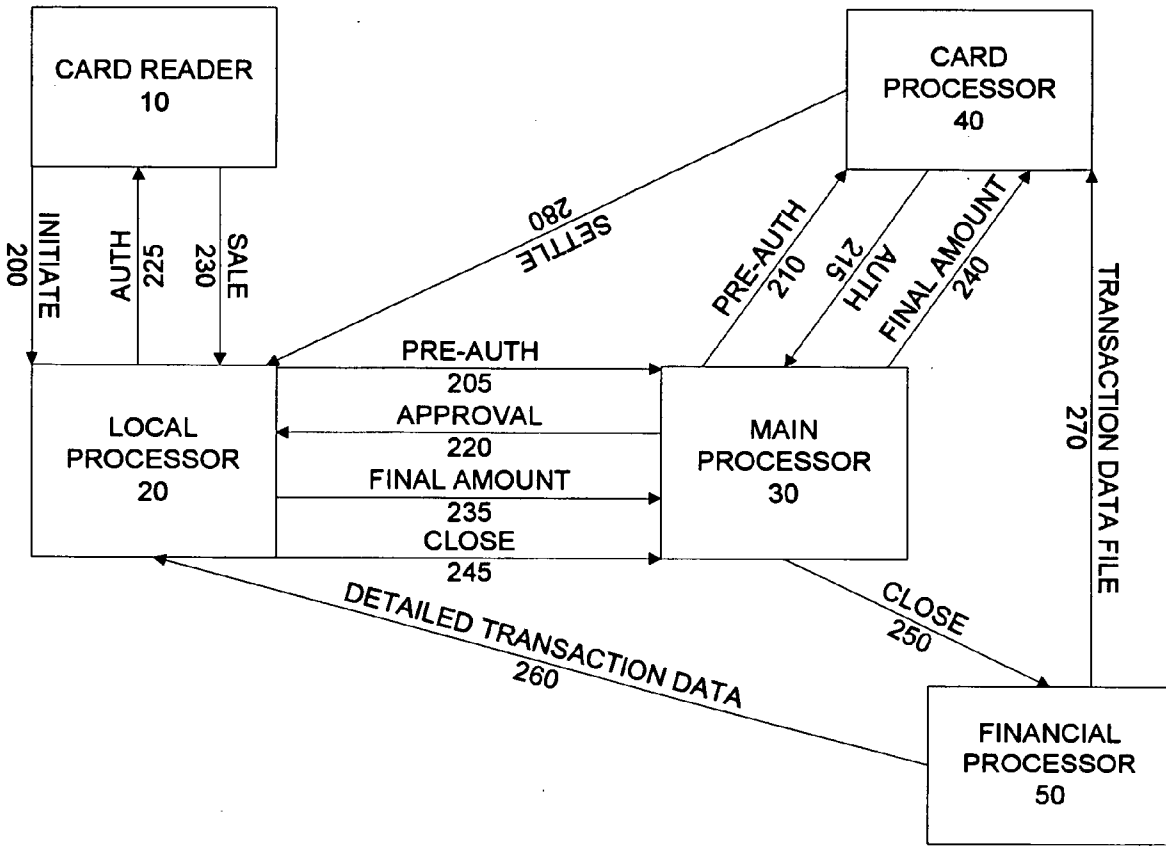 CARD READER
10
CARD
PROCESSOR
40
INITIATE
200
AUTH
225
SALE
230
SETTLE
280
PRE-AUTH
210
AUTH
215
FINAL AMOUNT
240
TRANSACTION DATA FILE
270
LOCAL
PROCESSOR
20
PRE-AUTH
205
APPROVAL
220
FINAL AMOUNT
235
CLOSE
245
MAIN
PROCESSOR
30
DETAILED TRANSACTION DATA
260
CLOSE
250
FINANCIAL
PROCESSOR
50